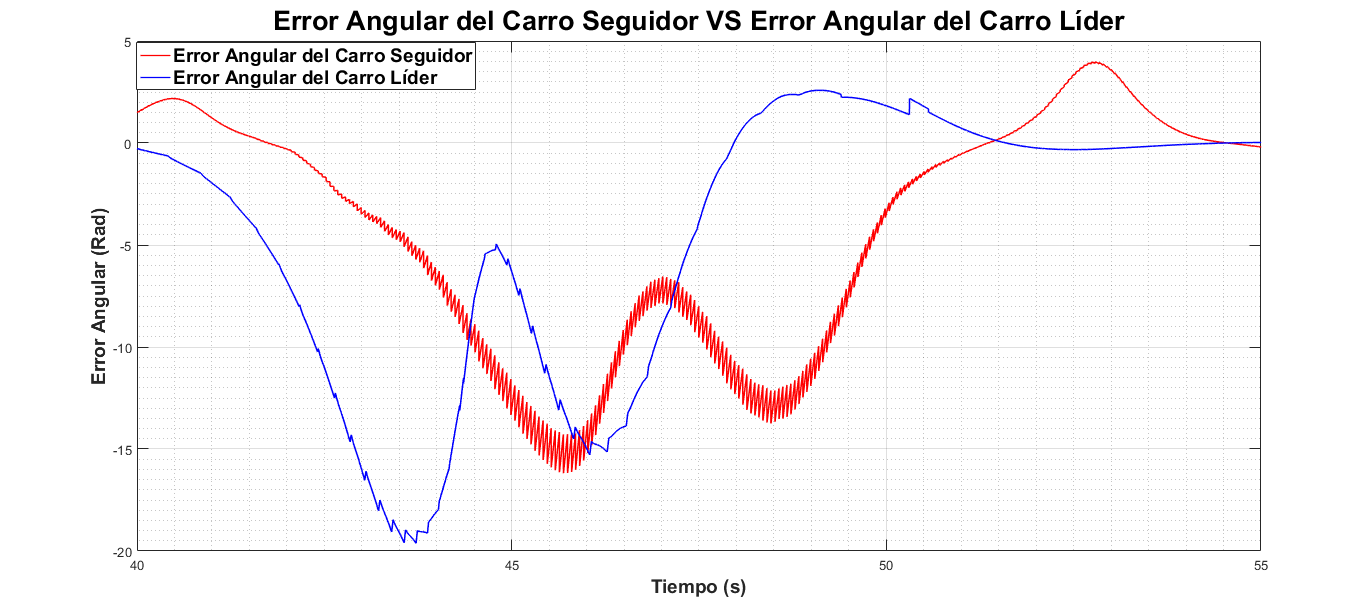 Error Angular del Carro Seguidor VS Error Angular del Carro Líder
Error Angular del Carro Seguidor
Error Angular del Carro Líder
Error Angular (Rad)
5
0
-5
-10
-15
-20
40
45
50
55
Tiempo (s)